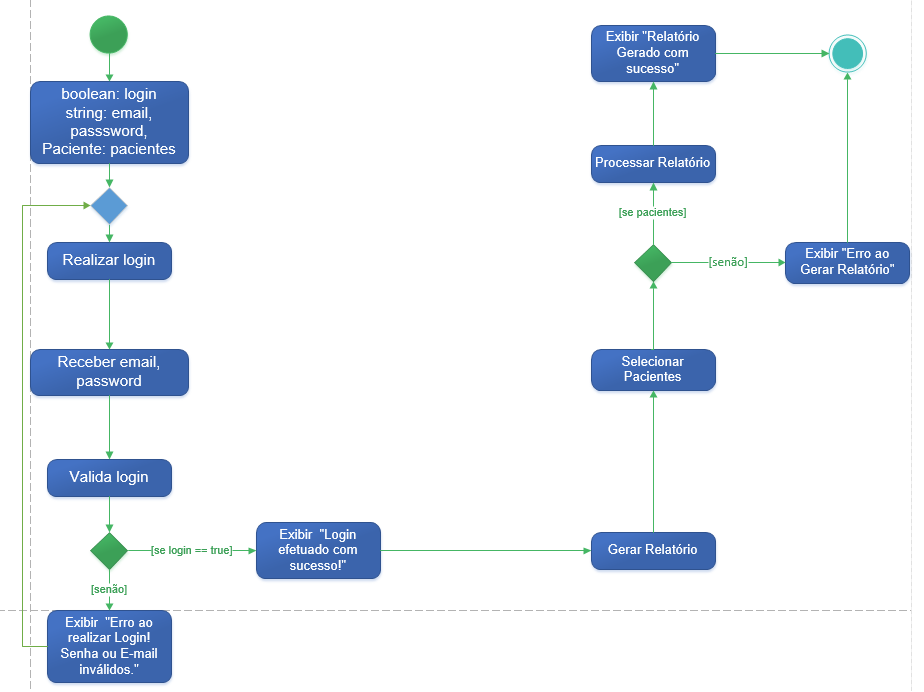 boolean: login
string: email,
passsword,
Paciente: pacientes
Realizar login
Receber email,
password
Valida login
[se login == true]
[senão]
Exibir "Erro ao
realizar Login!
Senha ou E-mail
inválidos."
Exibir "Login
efetuado com
sucesso!"
Gerar Relatório
Selecionar
Pacientes
[se pacientes]
[senão]
Processar Relatório
Exibir "Relatório
Gerado com
sucesso"
Exibir "Erro ao
Gerar Relatório"